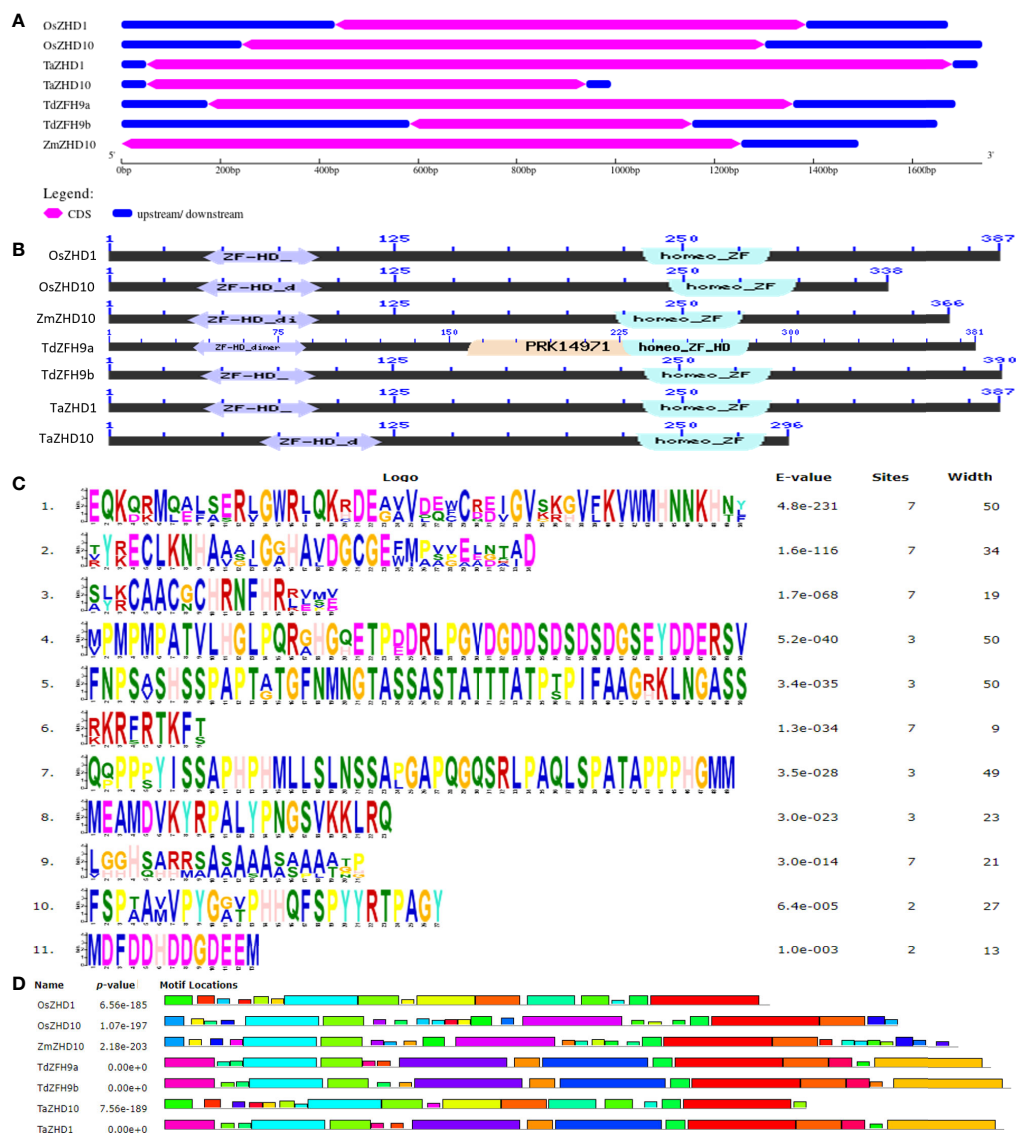 A
OsZHD1
OsZHD10
TaZHD1
TaZHD10
TdZFH9a
TdZFH9b
ZmZHD10
5' 3'
0bp 200bp 400bp 600bp 800bp 1000bp 1200bp 1400bp 1600bp
Legend:
CDS upstream/ downstream
B
1 125 250 387
OsZHD1 ZF-HD_ homeo_ZF
1 125 250 338
OsZHD10 ZF-HD_d homeo_ZF
1 125 250 366
ZmZHD10 ZF-HD_di homeo_ZF
1 75 150 225 300 381
TdZFH9a ZF-HD_dimer PRK14971 homeo_ZF_HD
1 125 250 390
TdZFH9b ZF-HD_ homeo_ZF
1 125 250 387
TaZHD1 ZF-HD_ homeo_ZF
1 125 250 296
TaZHD10 ZF-HD_d homeo_ZF
C
Logo E-value Sites Width
1. 4.8e-231 7 50
2. 1.6e-116 7 34
3. 1.7e-068 7 19
4. 5.2e-040 3 50
5. 3.4e-035 3 50
6. 1.3e-034 7 9
7. 3.5e-028 3 49
8. MEAMDVKYRPALYPNGSVKKLRQ 3.0e-023 3 23
9. 3.0e-014 7 21
10. 6.4e-005 2 27
11. MDFDDHDDGDEEM 1.0e-003 2 13
D
Name p-value Motif Locations
OsZHD1 6.56e-185
OsZHD10 1.07e-197
ZmZHD10 2.18e-203
TdZFH9a 0.00e+0
TdZFH9b 0.00e+0
TaZHD10 7.56e-189
TaZHD1 0.00e+0